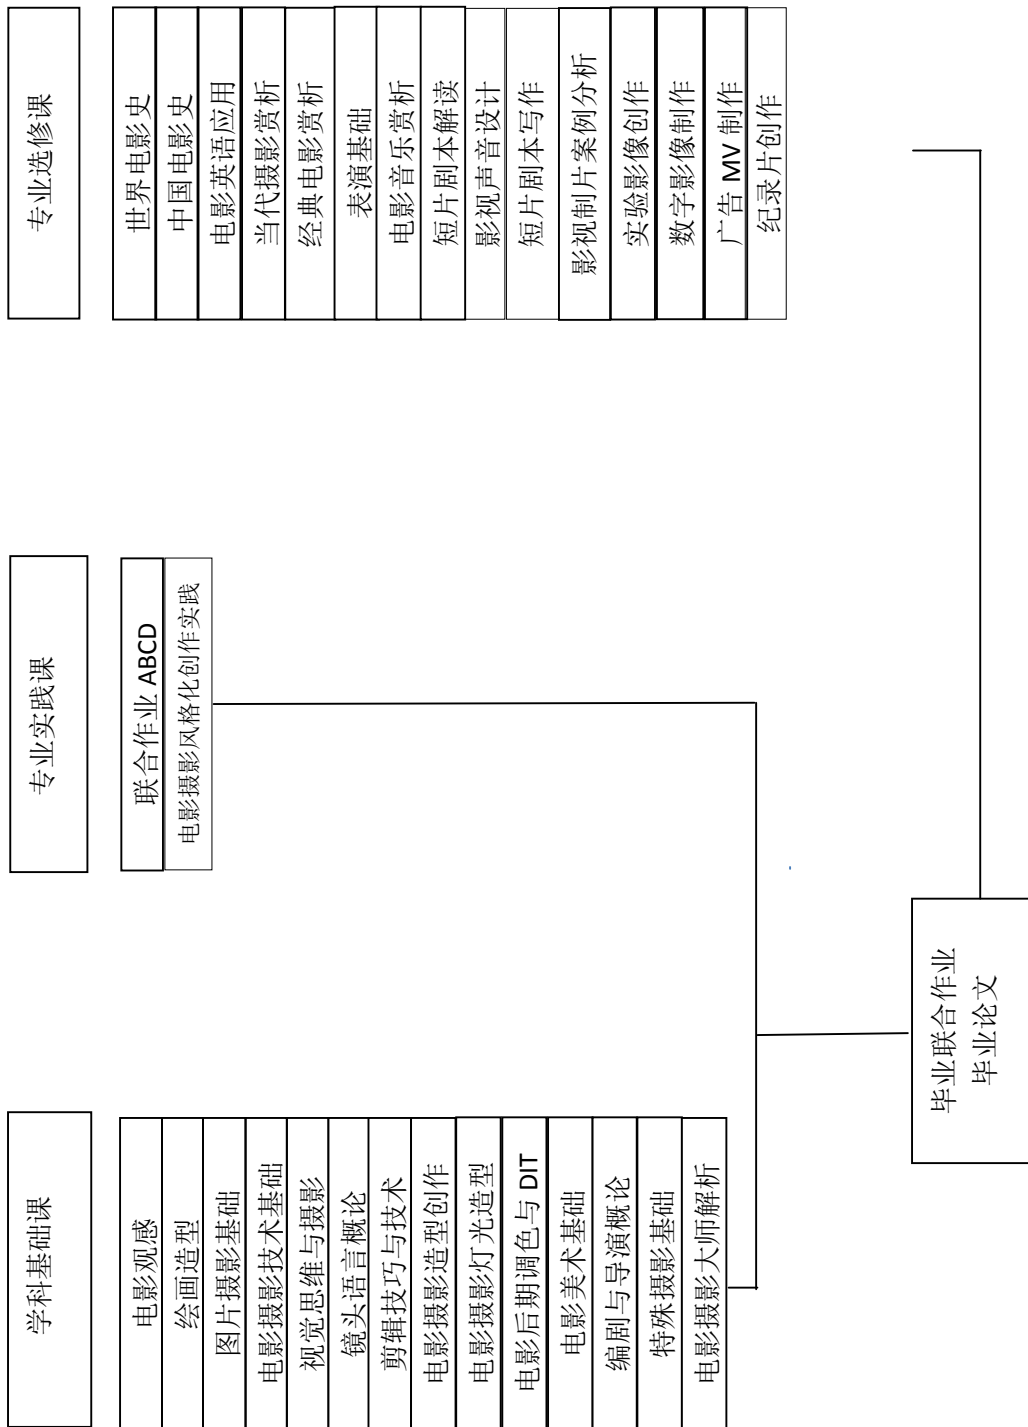 学科基础课
电影观感
绘画造型
图片摄影基础
电影摄影技术基础
视觉思维与摄影
镜头语言概论
剪辑技巧与技术
电影摄影造型创作
电影摄影灯光造型
电影后期调色与 DIT
电影美术基础
编剧与导演概论
特殊摄影基础
电影摄影大师解析
专业实践课
联合作业 ABCD
电影摄影风格化创作实践
专业选修课
世界电影史
中国电影史
电影英语应用
当代摄影赏析
经典电影赏析
表演基础
电影音乐赏析
短片剧本解读
影视声音设计
短片剧本写作
影视制片案例分析
实验影像创作
数字影像制作
广告 MV 制作
纪录片创作
毕业联合作业
毕业论文